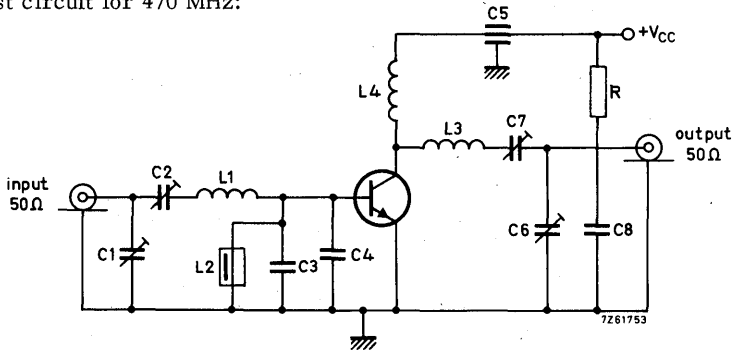 st circuit for 470 MHz:
C5
+VCC
L4
R
L3
C7
output
50Ω
C2
L1
input
50Ω
C1
L2
C3
C4
C6
C8
7Z61753